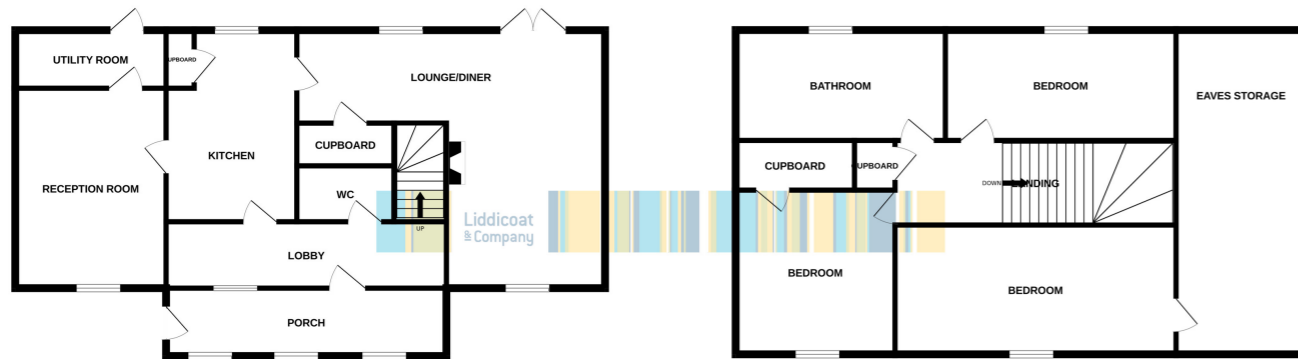 UTILITY ROOM
UPBOARD
LOUNGE/DINER
CUPBOARD
KITCHEN
RECEPTION ROOM
WC
UP
LOBBY
PORCH
Liddicoat
& Company
BATHROOM
BEDROOM
EAVES STORAGE
CUPBOARD
UPBOARD
DOWN
LANDING
BEDROOM
BEDROOM